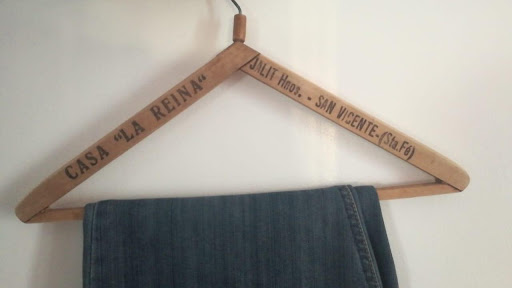 CASA "LA REINA"
JALIT Hnos. - SAN VICENTE-(Sta.Fé)